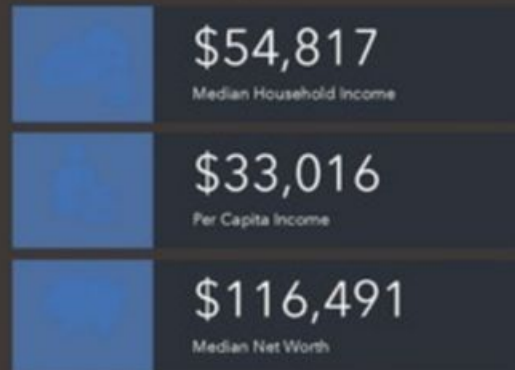 $54,817
Median Household Income
$33,016
Per Capita Income
$116,491
Median Net Worth